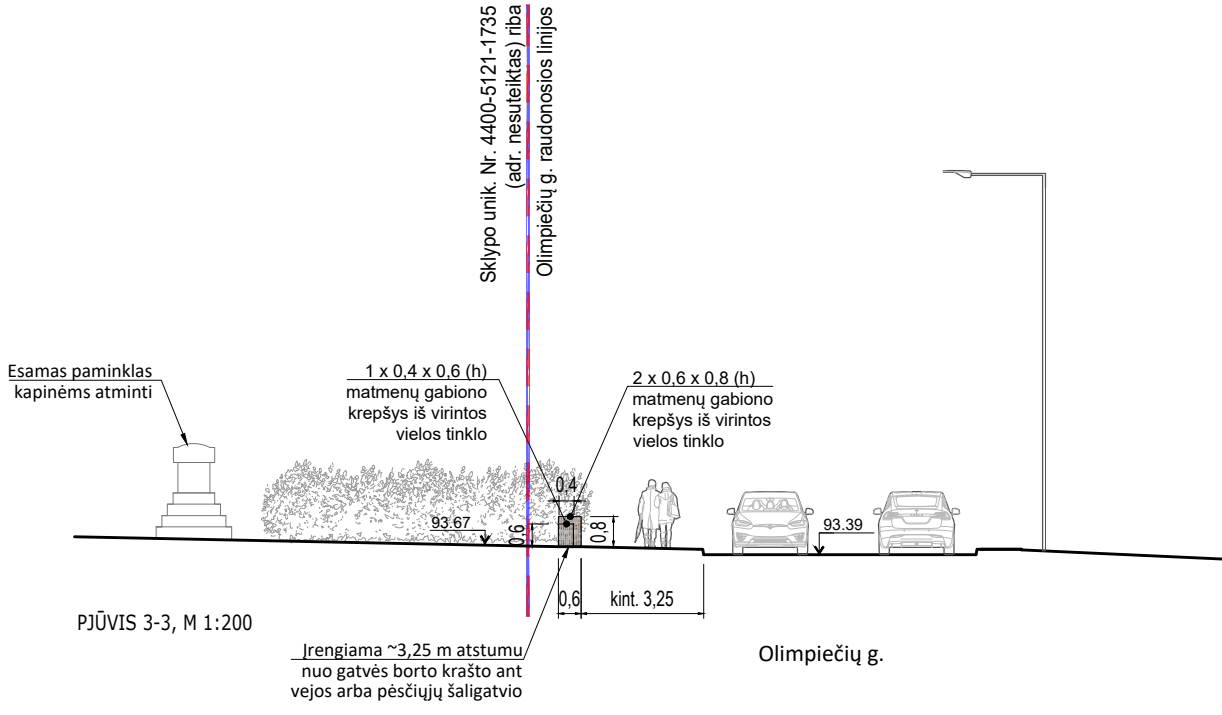 Sklypo unik. Nr. 4400-5121-1735
(adr. nesuteiktas) riba
Olimpiečių g. raudonosios linijos
Esamas paminklas
kapinėms atminti
1 x 0,4 x 0,6 (h)
matmenų gabiono
krepšys iš virintos
vielos tinklo
2 x 0,6 x 0,8 (h)
matmenų gabiono
krepšys iš virintos
vielos tinklo
0,4
93.67
0,6
0,8
93.39
0,6
kint. 3,25
PJŪVIS 3-3, M 1:200
Įrengiama ~3,25 m atstumu
nuo gatvės borto krašto ant
vejos arba pėsčiųjų šaligatvio
Olimpiečių g.